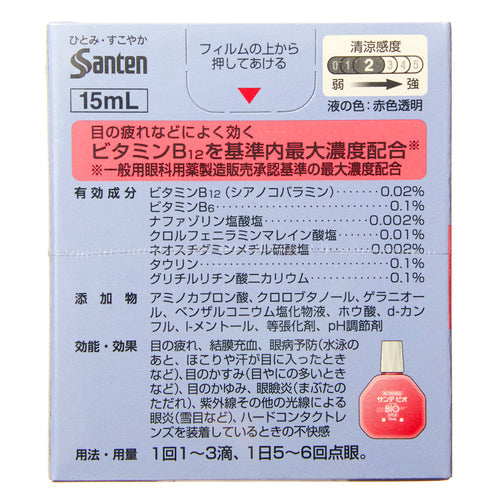 ひとみ・すこやか
Santen
15mL
フィルムの上から
押してあける
清涼感度
0 1 2 3 4 5
弱 強
液の色：赤色透明
目の疲れなどによく効く
ビタミンB12を基準内最大濃度配合※
※一般用眼科用薬製造販売承認基準の最大濃度配合
有効成分 ビタミンB12（シアノコバラミン）…………0.02%
ビタミンB6…………0.1%
ナファゾリン塩酸塩…………0.002%
クロルフェニラミンマレイン酸塩…………0.01%
ネオスチグミンメチル硫酸塩…………0.002%
タウリン…………0.1%
グリチルリチン酸二カリウム…………0.1%
添加物 アミノカプロン酸、クロロブタノール、ゲラニオー
ル、ベンザルコニウム塩化物液、ホウ酸、d-カン
フル、l-メントール、等張化剤、pH調節剤
効能・効果 目の疲れ、結膜充血、眼病予防（水泳の
あと、ほこりや汗が目に入ったとき
など）、目のかすみ（目やにの多いとき
など）、目のかゆみ、眼瞼炎（まぶたの
ただれ）、紫外線その他の光線による
眼炎（雪目など）、ハードコンタクトレ
ンズを装着しているときの不快感
サンテ ビオ
BIO
用法・用量 1回1～3滴、1日5～6回点眼。